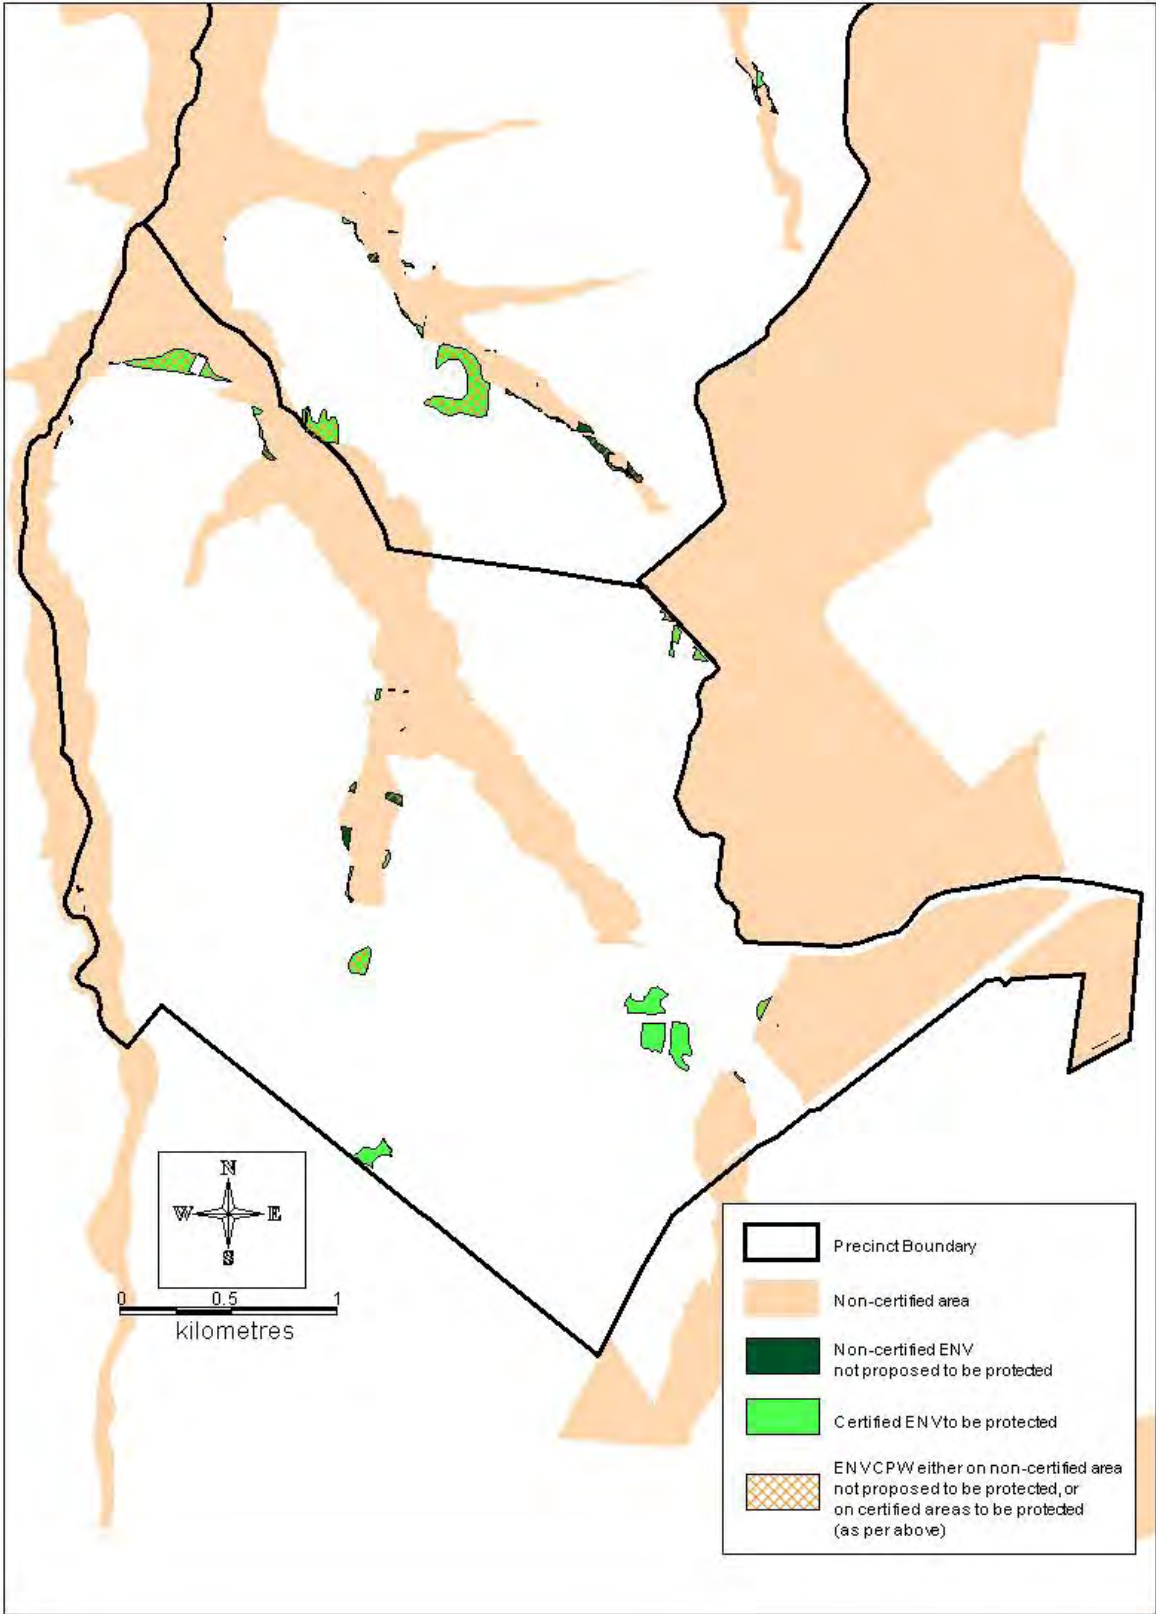 N
W E
S
0 0.5 1
kilometres
Precinct Boundary
Non-certified area
Non-certified ENV
not proposed to be protected
Certified ENV to be protected
ENV CPW either on non-certified area
not proposed to be protected, or
on certified areas to be protected
(as per above)